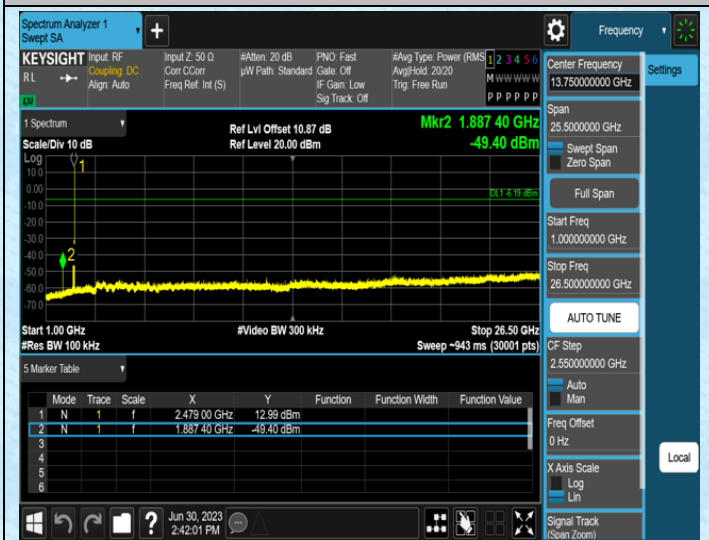 Spectrum Analyzer 1
Swept SA
+
Frequency
KEYSIGHT
RL
LXI
Input: RF
Coupling: DC
Align: Auto
Input Z: 50 Ω
Corr CCorr
Freq Ref: Int (S)
#Atten: 20 dB
µW Path: Standard
PNO: Fast
Gate: Off
IF Gain: Low
Sig Track: Off
#Avg Type: Power (RMS
Avg|Hold: 20/20
Trig: Free Run
1 2 3 4 5 6
M W W W W W
P P P P P P
1 Spectrum
Scale/Div 10 dB
Ref Lvl Offset 10.87 dB
Ref Level 20.00 dBm
Mkr2 1.887 40 GHz
-49.40 dBm
Log
10.0
0.00
-10.0
-20.0
-30.0
-40.0
-50.0
-60.0
-70.0
1
2
DL1 -6.19 dBm
Start 1.00 GHz
#Res BW 100 kHz
#Video BW 300 kHz
Stop 26.50 GHz
Sweep ~943 ms (30001 pts)
5 Marker Table
Mode Trace Scale X Y Function Function Width Function Value
1 N 1 f 2.479 00 GHz 12.99 dBm
2 N 1 f 1.887 40 GHz -49.40 dBm
3
4
5
6
Jun 30, 2023
2:42:01 PM
?
Center Frequency
13.75000000 GHz
Span
25.5000000 GHz
Swept Span
Zero Span
Full Span
Start Freq
1.000000000 GHz
Stop Freq
26.500000000 GHz
AUTO TUNE
CF Step
2.550000000 GHz
Auto
Man
Freq Offset
0 Hz
X Axis Scale
Log
Lin
Signal Track
(Span Zoom)
Settings
Local